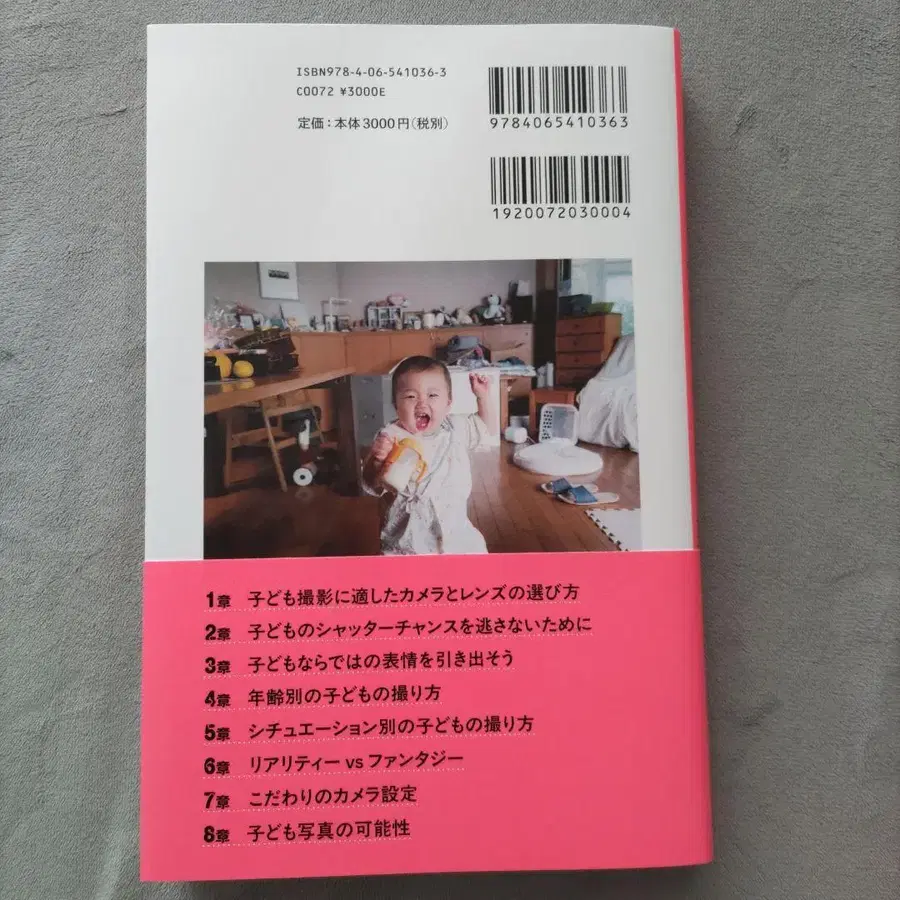 ISBN978-4-06-541036-3
C0072 ¥3000E
定価：本体3000円（税別）
9784065410363
1920072030004
1章 子ども撮影に適したカメラとレンズの選び方
2章 子どものシャッターチャンスを逃さないために
3章 子どもならではの表情を引き出そう
4章 年齢別の子どもの撮り方
5章 シチュエーション別の子どもの撮り方
6章 リアリティー vs ファンタジー
7章 こだわりのカメラ設定
8章 子ども写真の可能性